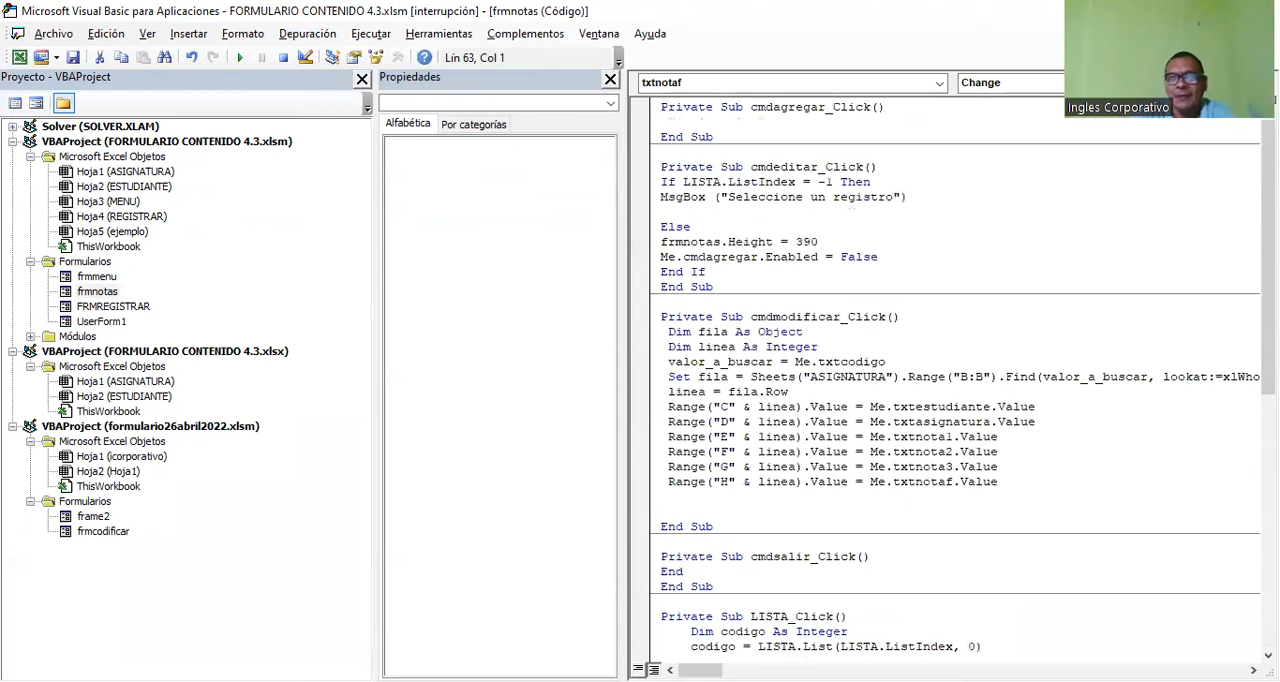 Microsoft Visual Basic para Aplicaciones - FORMULARIO CONTENIDO 4.3.xlsm [interrupción] - [frmnotas (Código)]
Archivo Edición Ver Insertar Formato Depuración Ejecutar Herramientas Complementos Ventana Ayuda
Lín 63, Col 1
Proyecto - VBAProject
Solver (SOLVER.XLAM)
VBAProject (FORMULARIO CONTENIDO 4.3.xlsm)
Microsoft Excel Objetos
Hoja1 (ASIGNATURA)
Hoja2 (ESTUDIANTE)
Hoja3 (MENU)
Hoja4 (REGISTRAR)
Hoja5 (ejemplo)
ThisWorkbook
Formularios
frmmenu
frmnotas
FRMREGISTRAR
UserForm1
Módulos
VBAProject (FORMULARIO CONTENIDO 4.3.xlsx)
Microsoft Excel Objetos
Hoja1 (ASIGNATURA)
Hoja2 (ESTUDIANTE)
ThisWorkbook
VBAProject (formulario26abril2022.xlsm)
Microsoft Excel Objetos
Hoja1 (icorporativo)
Hoja2 (Hoja1)
ThisWorkbook
Formularios
frame2
frmcodificar
Propiedades
Alfabética Por categorías
txtnotaf Change
Ingles Corporativo
Private Sub cmdagregar_Click()
End Sub
Private Sub cmdeditar_Click()
If LISTA.ListIndex = -1 Then
MsgBox ("Seleccione un registro")
Else
frmnotas.Height = 390
Me.cmdagregar.Enabled = False
End If
End Sub
Private Sub cmdmodificar_Click()
Dim fila As Object
Dim linea As Integer
valor_a_buscar = Me.txtcodigo
Set fila = Sheets("ASIGNATURA").Range("B:B").Find(valor_a_buscar, lookat:=xlWho
linea = fila.Row
Range("C" & linea).Value = Me.txtestudiante.Value
Range("D" & linea).Value = Me.txtasignatura.Value
Range("E" & linea).Value = Me.txtnota1.Value
Range("F" & linea).Value = Me.txtnota2.Value
Range("G" & linea).Value = Me.txtnota3.Value
Range("H" & linea).Value = Me.txtnotaf.Value
End Sub
Private Sub cmdsalir_Click()
End
End Sub
Private Sub LISTA_Click()
Dim codigo As Integer
codigo = LISTA.List(LISTA.ListIndex, 0)